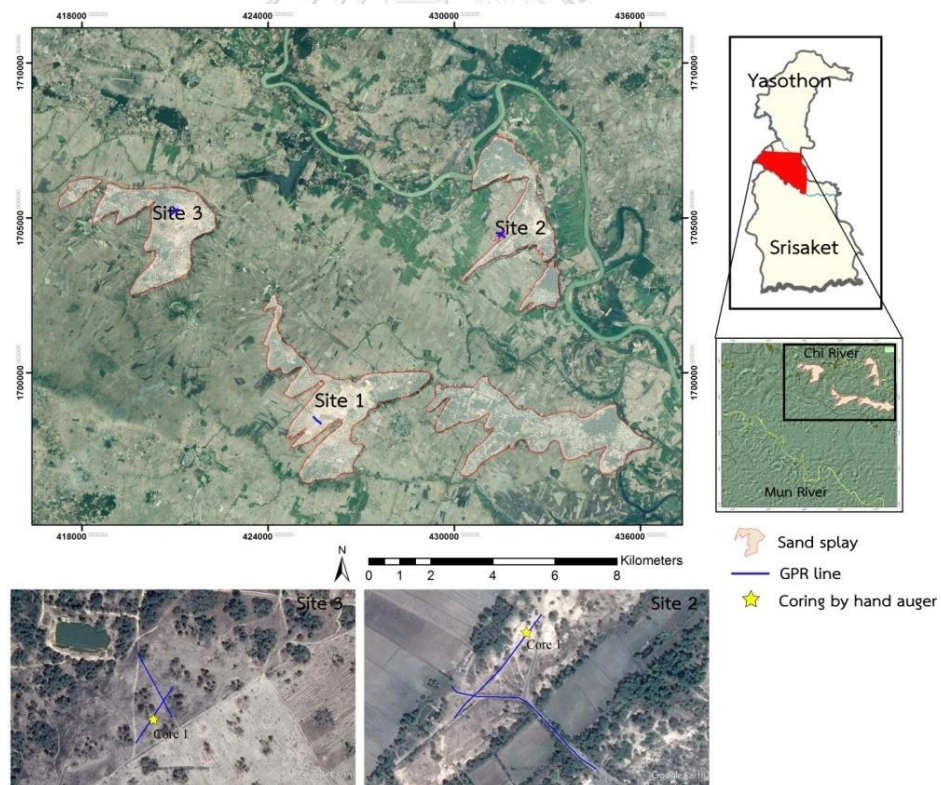 418000
424000
430000
436000
1710000
1705000
1700000
1710000
1705000
1700000
Site 3
Site 2
Site 1
418000
424000
430000
436000
Yasothon
Srisaket
Chi River
Mun River
N
0 1 2 4 6 8
Kilometers
Sand splay
GPR line
Coring by hand auger
Site 3
Core 1
Google Earth
Site 2
Core 1
Google Earth